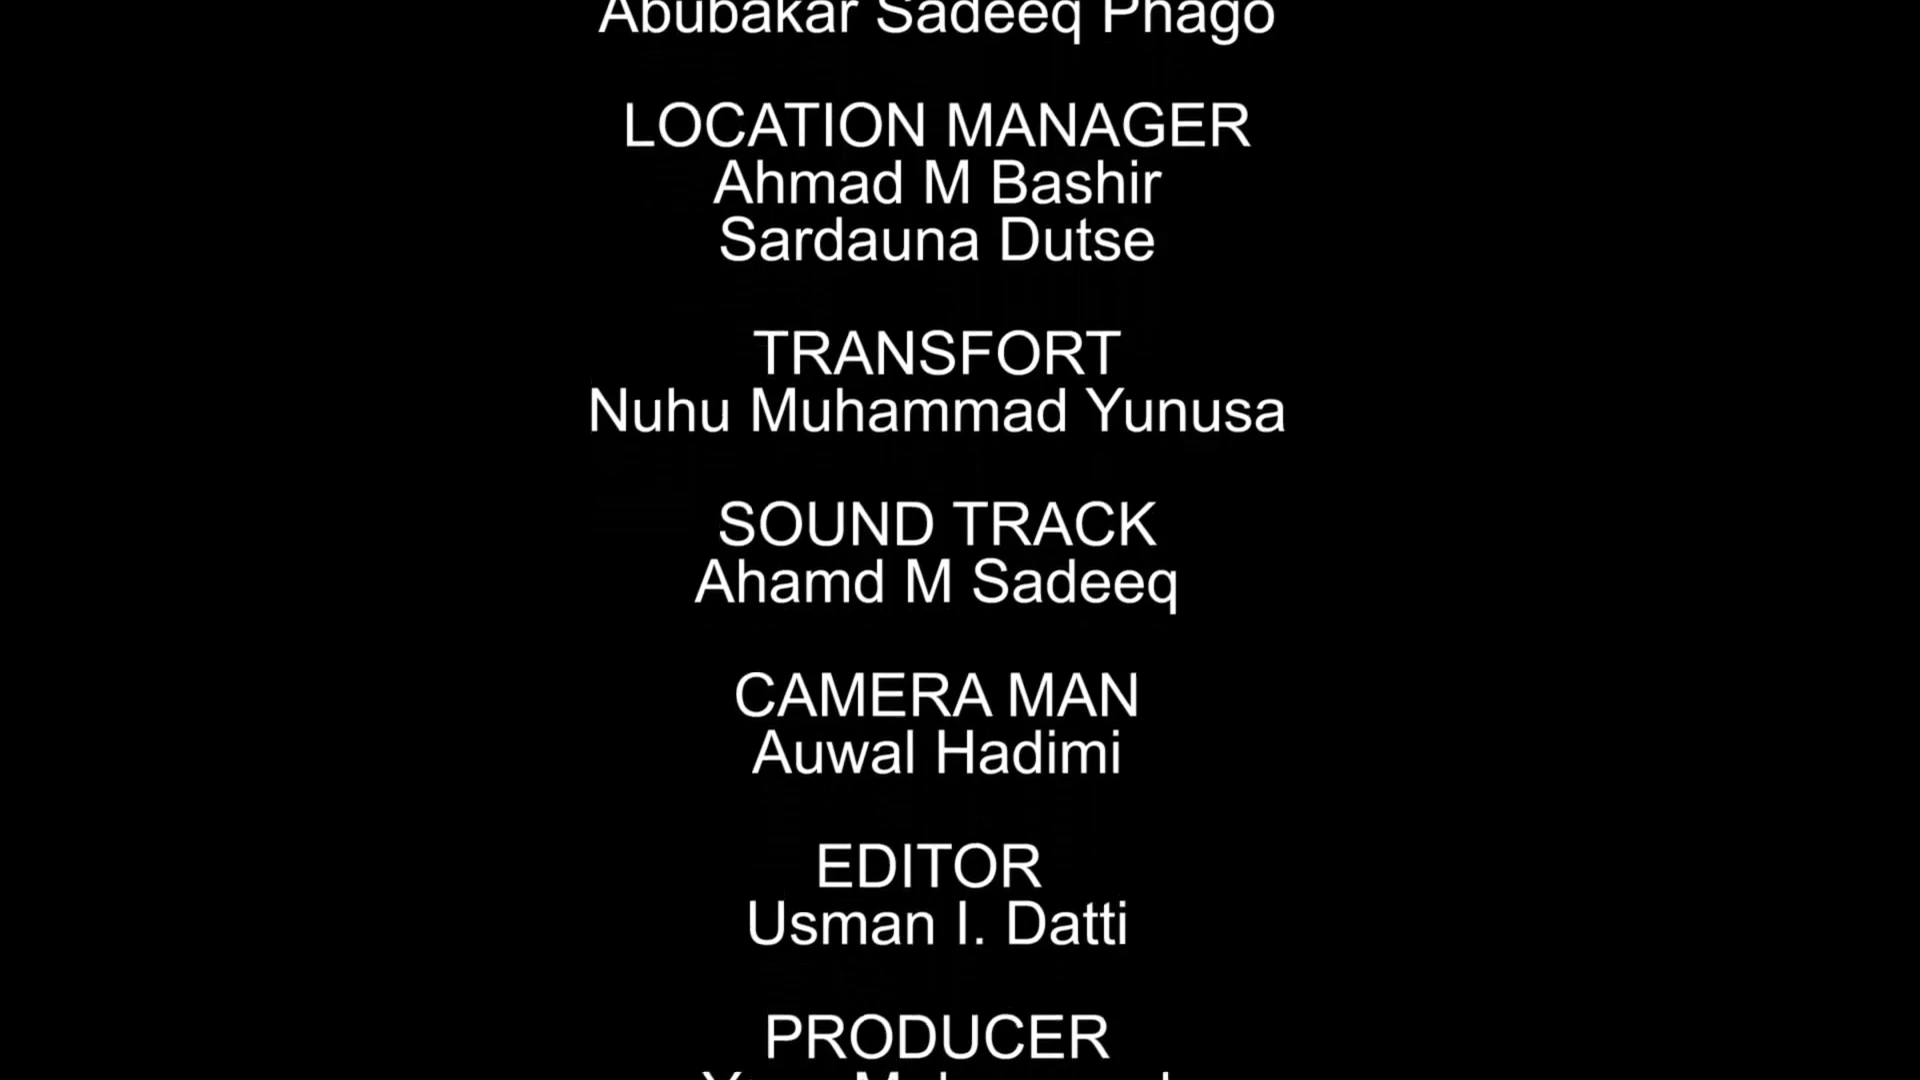 Abubakar Sadeeq Phago
LOCATION MANAGER
Ahmad M Bashir
Sardauna Dutse
TRANSFORT
Nuhu Muhammad Yunusa
SOUND TRACK
Ahamd M Sadeeq
CAMERA MAN
Auwal Hadimi
EDITOR
Usman I. Datti
PRODUCER